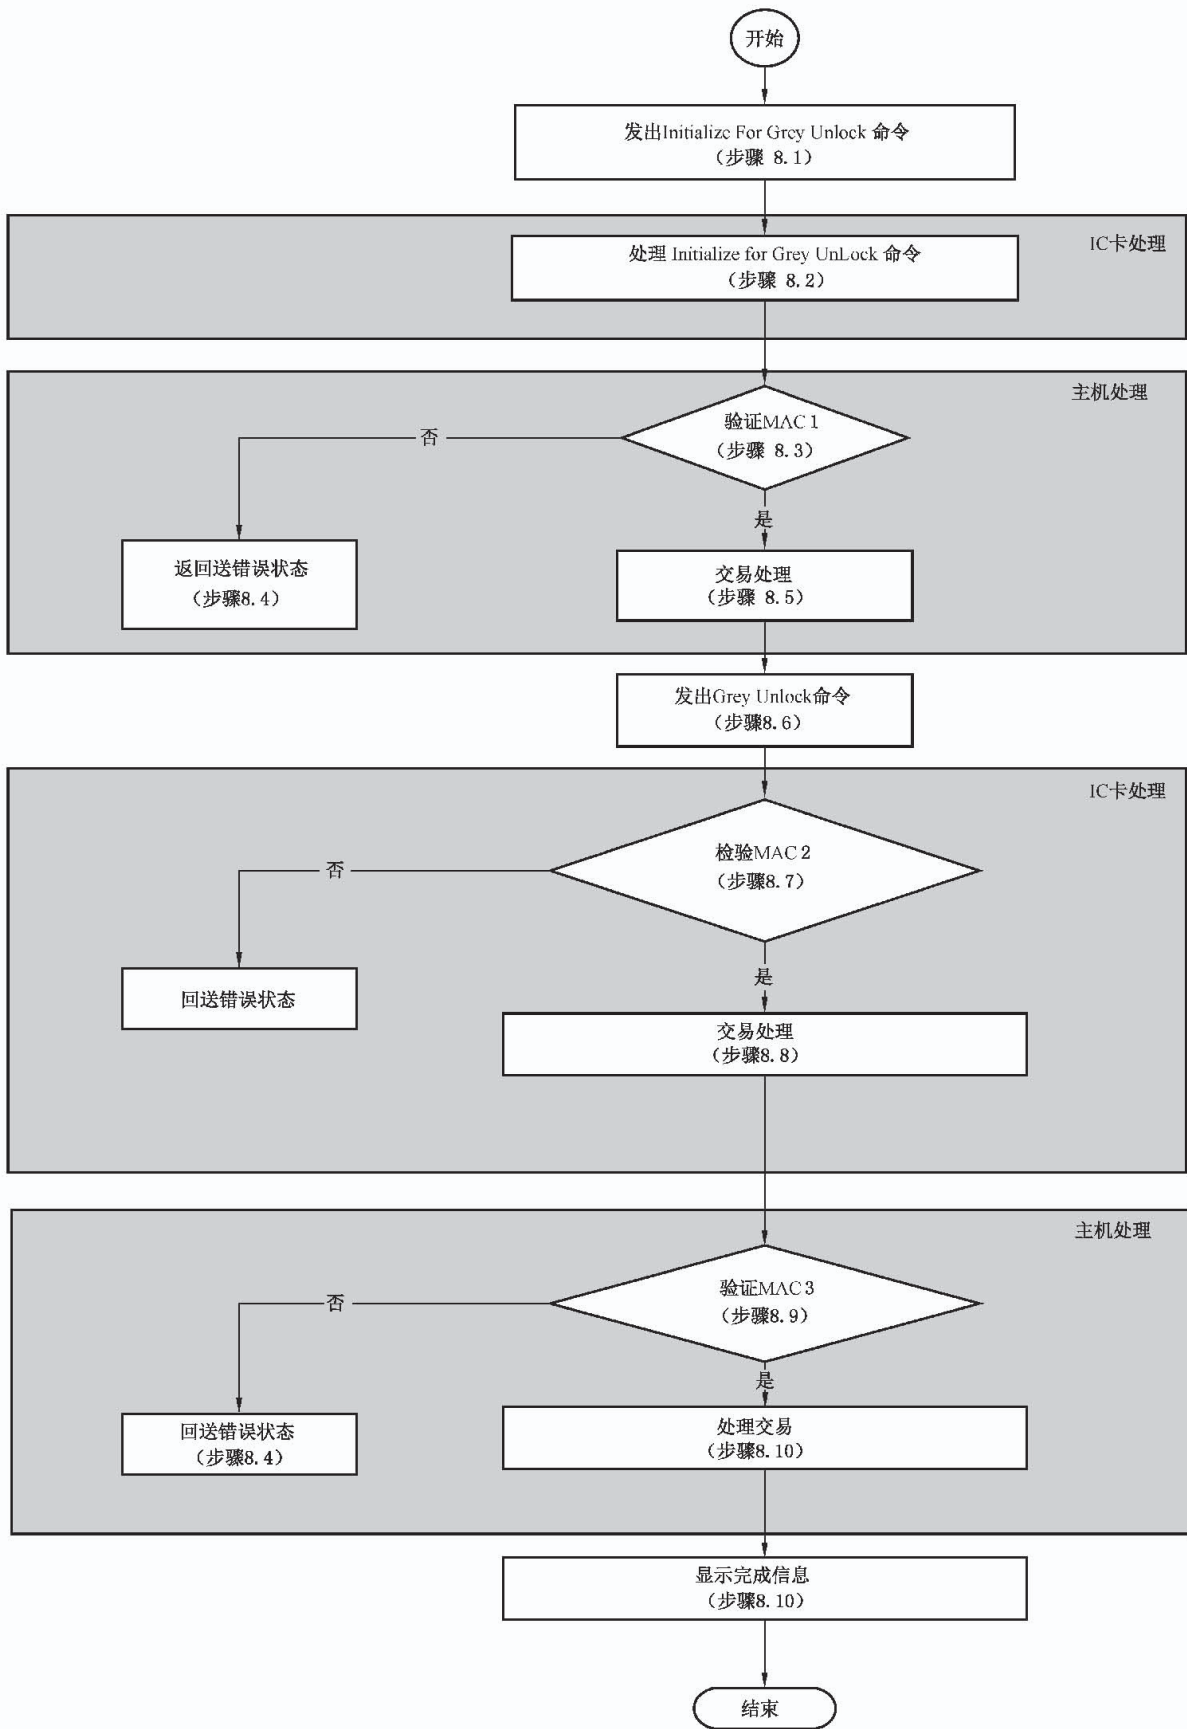 开始
发出Initialize For Grey Unlock 命令
（步骤 8.1）
IC卡处理
处理 Initialize for Grey UnLock 命令
（步骤 8.2）
主机处理
验证MAC 1
（步骤 8.3）
否
是
返回送错误状态
（步骤8.4）
交易处理
（步骤 8.5）
发出Grey Unlock命令
（步骤8.6）
IC卡处理
检验MAC 2
（步骤8.7）
否
是
回送错误状态
交易处理
（步骤8.8）
主机处理
验证MAC 3
（步骤8.9）
否
是
回送错误状态
（步骤8.4）
处理交易
（步骤8.10）
显示完成信息
（步骤8.10）
结束